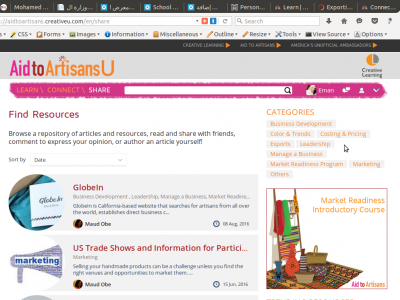 Mohamed
معرض ا
وزارة ال
School
إضافة
Person
[no] Lear
Exporti
Connec
aidtoartisans.creativeu.com/en/share
Search
CSS
Forms
Images
Information
Miscellaneous
Outline
Resize
Tools
View Source
Options
CREATIVE LEARNING
AID TO ARTISANS
AMERICA'S UNOFFICIAL AMBASSADORS
Aid to Artisans U
Creative
Learning
LEARN \ CONNECT \ SHARE
Eman
Find Resources
Browse a repository of articles and resources, read and share with friends,
comment to express your opinion, or author an article yourself!
Sort by
Date
GlobeIn
Business Development , Leadership, Managing a Business, Market Readine...
GlobeIn is California-based website that searches for artisans all over
the world, establishes direct business c...
Maud Obe
08 Aug, 2016
marketing
US Trade Shows and Information for Partici...
Marketing
Selling your handmade products can be a challenge unless you find the
right venues and opportunities to market them. ...
Maud Obe
15 Jun, 2016
CATEGORIES
Business Development
Color & Trends
Costing & Pricing
Exports
Leadership
Manage a Business
Market Readiness Program
Marketing
Others
Market Readiness
Introductory Course
Aid to Artisans